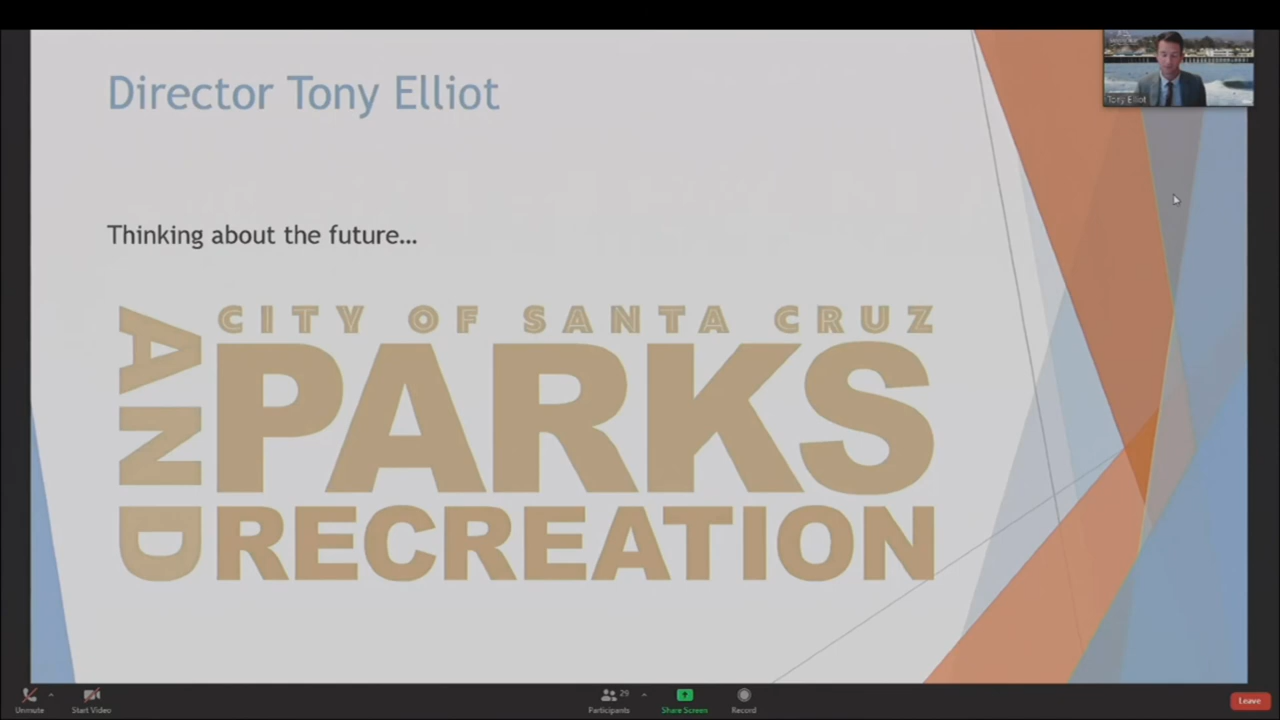 Director Tony Elliot
Tony Elliot
Thinking about the future...
CITY OF SANTA CRUZ
PARKS
AND
RECREATION
Unmute
Start Video
Participants
29
Share Screen
Record
Leave